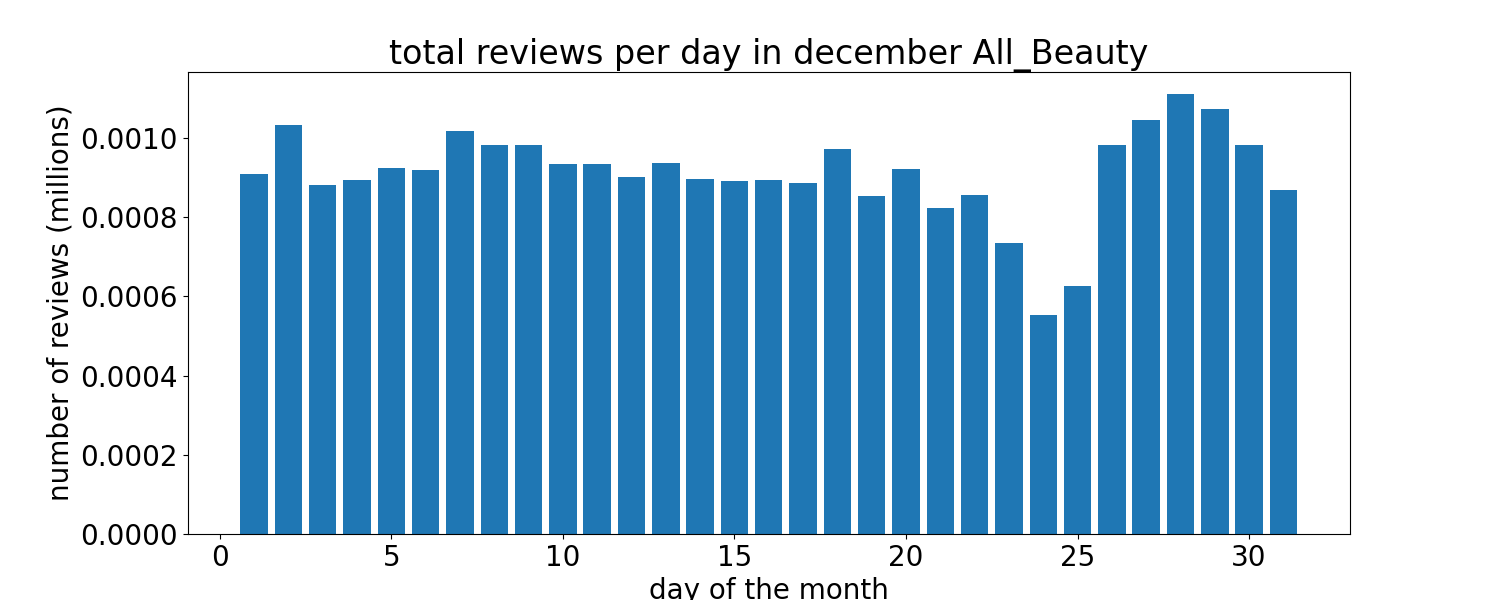 total reviews per day in december All_Beauty
number of reviews (millions)
0.0010
0.0008
0.0006
0.0004
0.0002
0.0000
0 5 10 15 20 25 30
day of the month